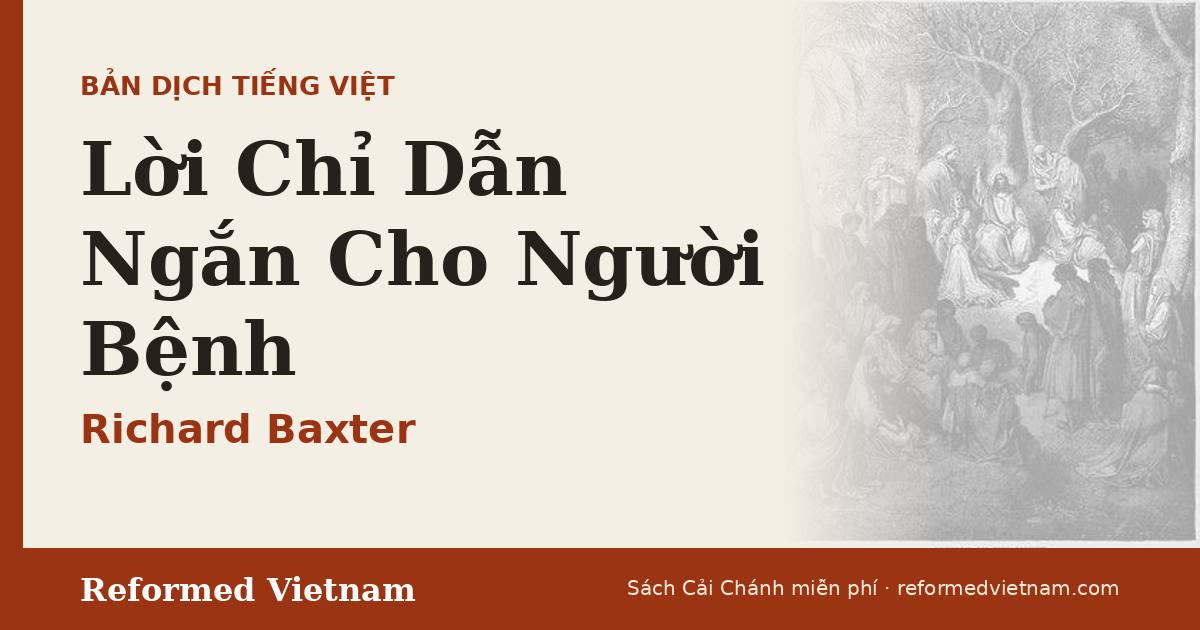 BẢN DỊCH TIẾNG VIỆT
Lời Chỉ Dẫn
Ngắn Cho Người
Bệnh
Richard Baxter
Reformed Vietnam
Sách Cải Chánh miễn phí · reformedvietnam.com